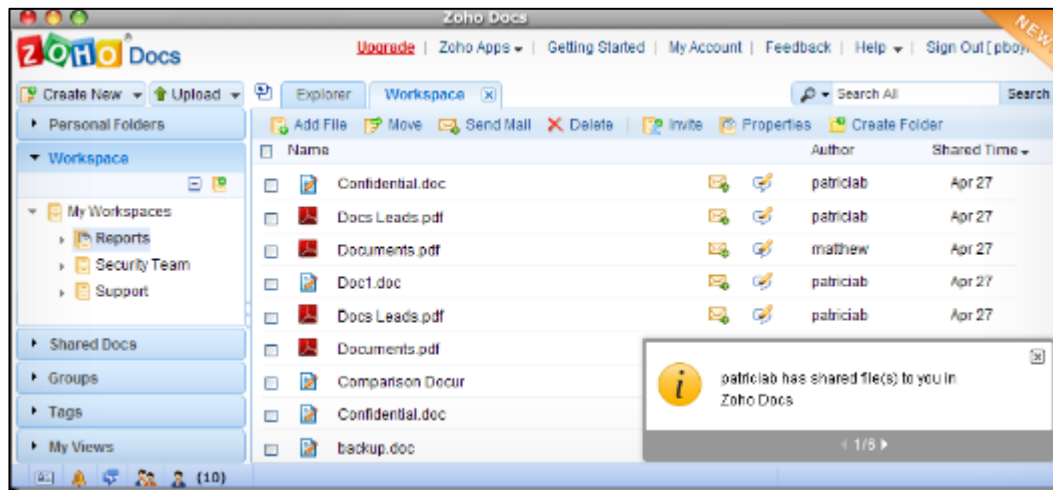 Zoho Docs
NEW
ZOHO Docs
Upgrade | Zoho Apps | Getting Started | My Account | Feedback | Help | Sign Out [
Create New Upload Explorer Workspace Search All Search
Personal Folders Add File Move Send Mail Delete Invite Properties Create Folder
Workspace Name Author Shared Time
Confidential.doc patriciab Apr 27
My Workspaces Docs Leads.pdf patriciab Apr 27
Reports Documents.pdf matthew Apr 27
Security Team Doc1.doc patriciab Apr 27
Support Docs Leads.pdf patriciab Apr 27
Shared Docs Documents.pdf
Groups Comparison Docur
Tags Confidential.doc
My Views backup.doc
patriciab has shared file(s) to you in
Zoho Docs
1/6
(10)